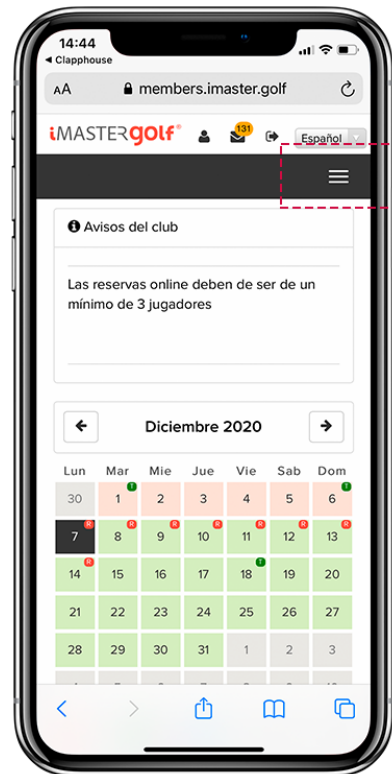 14:44
◀ Clapphouse
AA members.imaster.golf
iMASTERgolf® 131 Español
Avisos del club
Las reservas online deben de ser de un
mínimo de 3 jugadores
Diciembre 2020
Lun Mar Mie Jue Vie Sab Dom
T T
30 1 2 3 4 5 6
R R R R R R R
7 8 9 10 11 12 13
R T
14 15 16 17 18 19 20
21 22 23 24 25 26 27
28 29 30 31 1 2 3